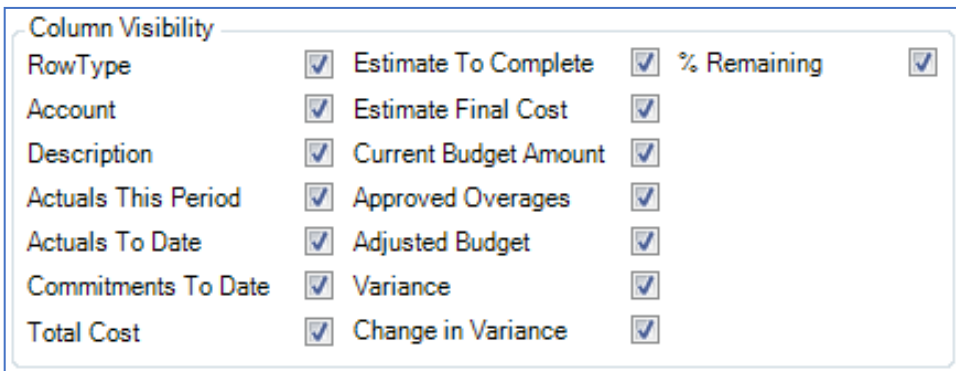 Column Visibility
RowType Estimate To Complete % Remaining
Account Estimate Final Cost
Description Current Budget Amount
Actuals This Period Approved Overages
Actuals To Date Adjusted Budget
Commitments To Date Variance
Total Cost Change in Variance